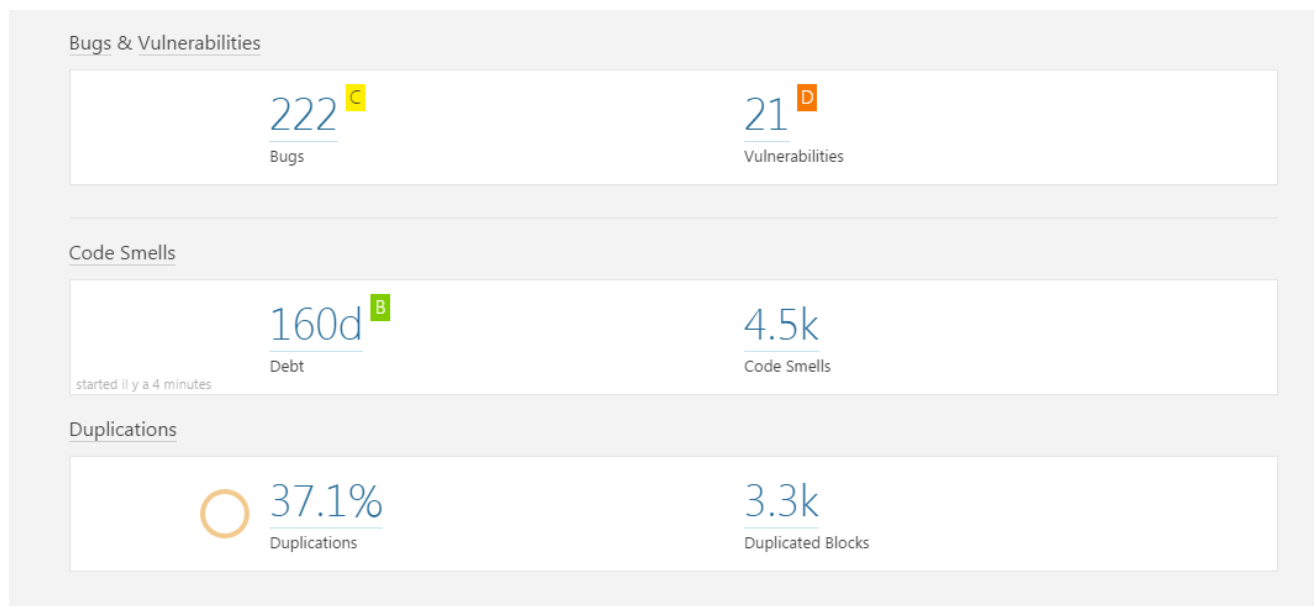 Bugs & Vulnerabilities
222 C
Bugs
21 D
Vulnerabilities
Code Smells
160d B
Debt
4.5k
Code Smells
started il y a 4 minutes
Duplications
37.1%
Duplications
3.3k
Duplicated Blocks